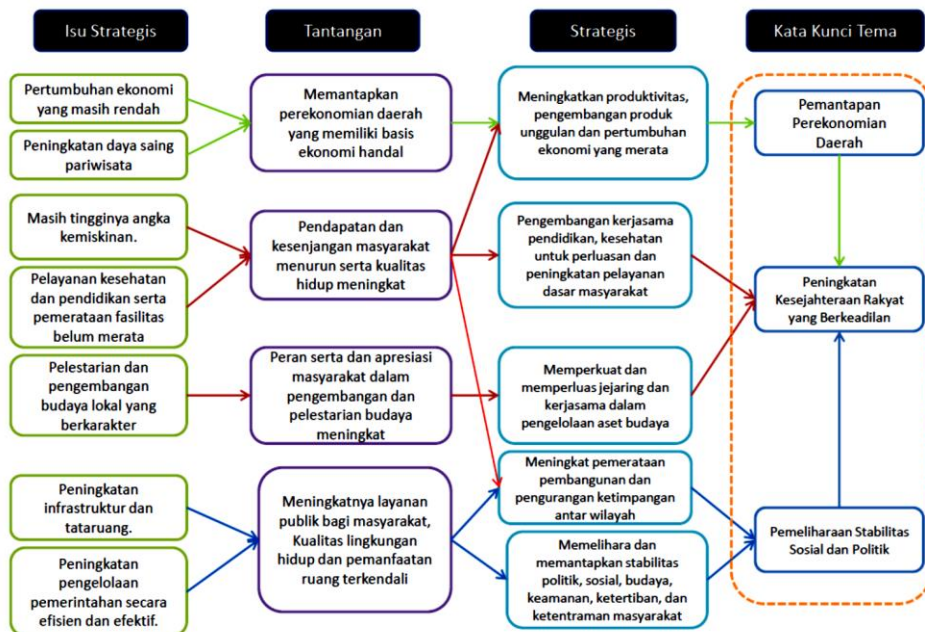 Isu Strategis
Tantangan
Strategis
Kata Kunci Tema
Pertumbuhan ekonomi
yang masih rendah
Peningkatan daya saing
pariwisata
Masih tingginya angka
kemiskinan.
Pelayanan kesehatan
dan pendidikan serta
pemerataan fasilitas
belum merata
Pelestarian dan
pengembangan
budaya lokal yang
berkarakter
Peningkatan
infrastruktur dan
tataruang.
Peningkatan
pengelolaan
pemerintahan secara
efisien dan efektif.
Memantapkan
perekonomian daerah
yang memiliki basis
ekonomi handal
Pendapatan dan
kesenjangan masyarakat
menurun serta kualitas
hidup meningkat
Peran serta dan apresiasi
masyarakat dalam
pengembangan dan
pelestarian budaya
meningkat
Meningkatnya layanan
publik bagi masyarakat,
Kualitas lingkungan
hidup dan pemanfaatan
ruang terkendali
Meningkatkan produktivitas,
pengembangan produk
unggulan dan pertumbuhan
ekonomi yang merata
Pengembangan kerjasama
pendidikan, kesehatan
untuk perluasan dan
peningkatan pelayanan
dasar masyarakat
Memperkuat dan
memperluas jejaring dan
kerjasama dalam
pengelolaan aset budaya
Meningkat pemerataan
pembangunan dan
pengurangan ketimpangan
antar wilayah
Memelihara dan
memantapkan stabilitas
politik, sosial, budaya,
keamanan, ketertiban, dan
ketentraman masyarakat
Pemantapan
Perekonomian
Daerah
Peningkatan
Kesejahteraan Rakyat
yang Berkeadilan
Pemeliharaan Stabilitas
Sosial dan Politik